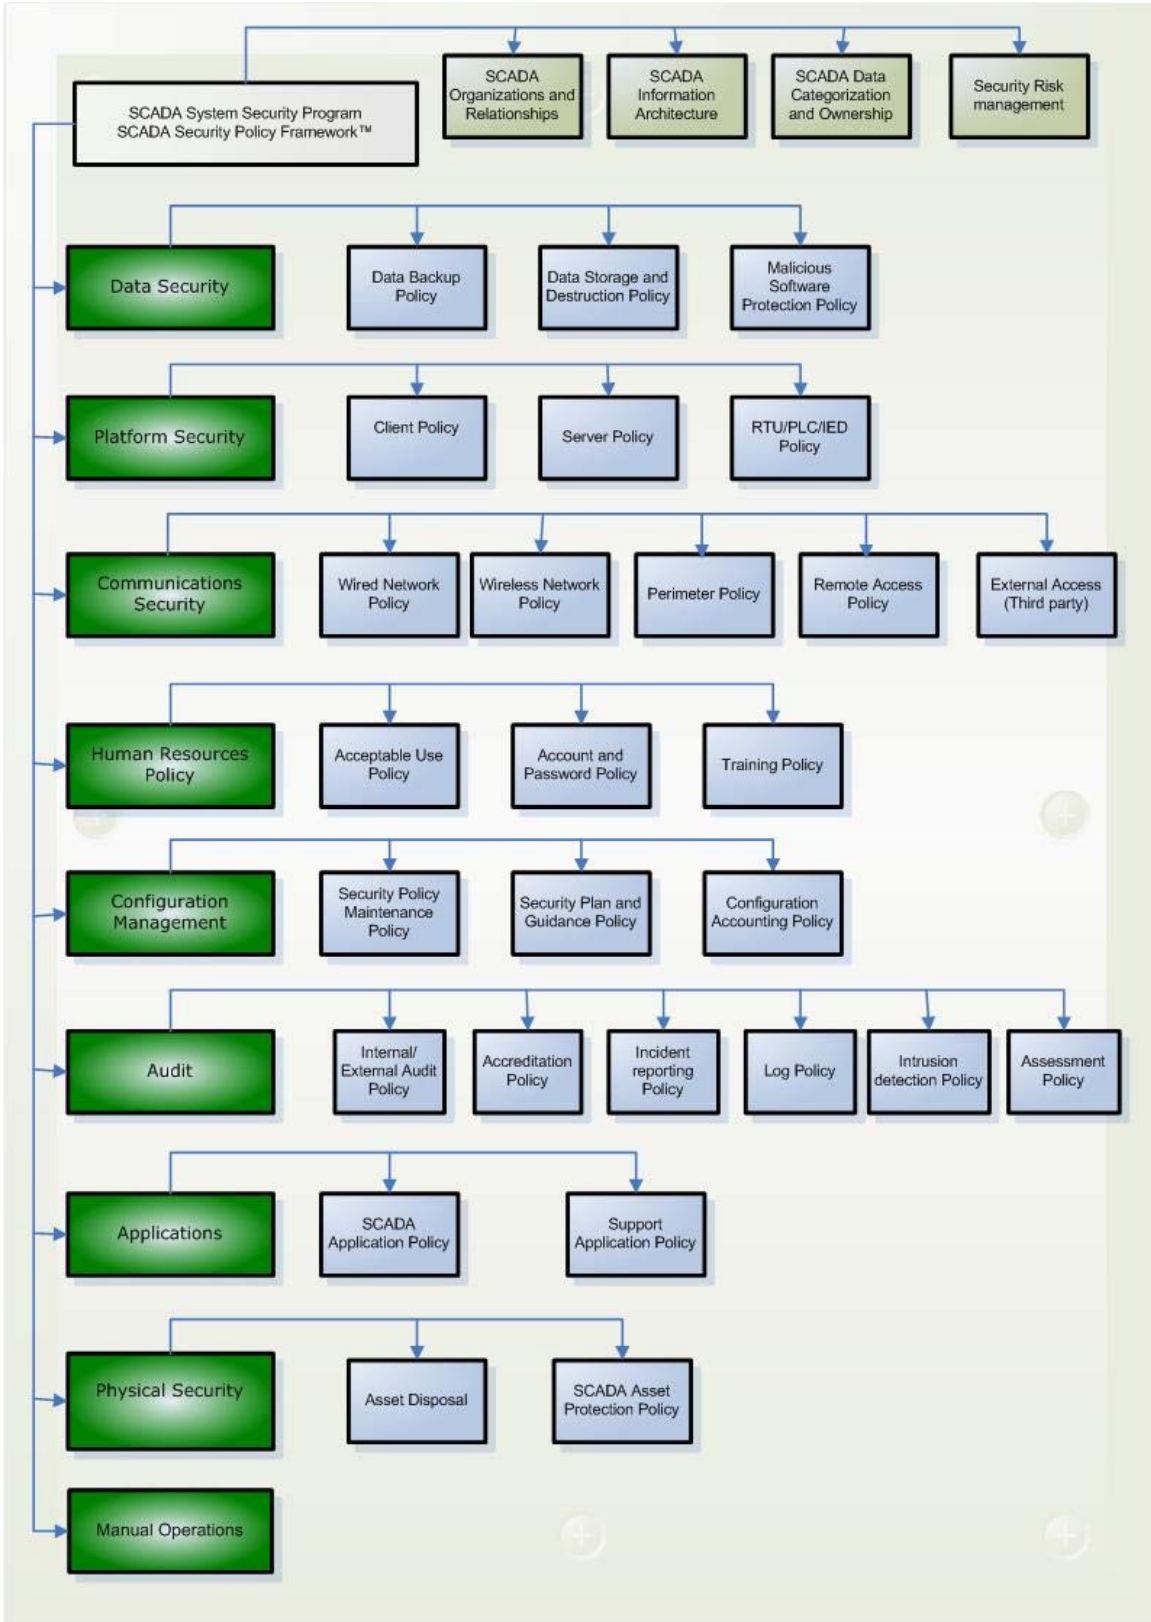 SCADA System Security Program
SCADA Security Policy Framework™
SCADA
Organizations and
Relationships
SCADA
Information
Architecture
SCADA Data
Categorization
and Ownership
Security Risk
management
Data Security
Data Backup
Policy
Data Storage and
Destruction Policy
Malicious
Software
Protection Policy
Platform Security
Client Policy
Server Policy
RTU/PLC/IED
Policy
Communications
Security
Wired Network
Policy
Wireless Network
Policy
Perimeter Policy
Remote Access
Policy
External Access
(Third party)
Human Resources
Policy
Acceptable Use
Policy
Account and
Password Policy
Training Policy
Configuration
Management
Security Policy
Maintenance
Policy
Security Plan and
Guidance Policy
Configuration
Accounting Policy
Audit
Internal/
External Audit
Policy
Accreditation
Policy
Incident
reporting
Policy
Log Policy
Intrusion
detection Policy
Assessment
Policy
Applications
SCADA
Application Policy
Support
Application Policy
Physical Security
Asset Disposal
SCADA Asset
Protection Policy
Manual Operations